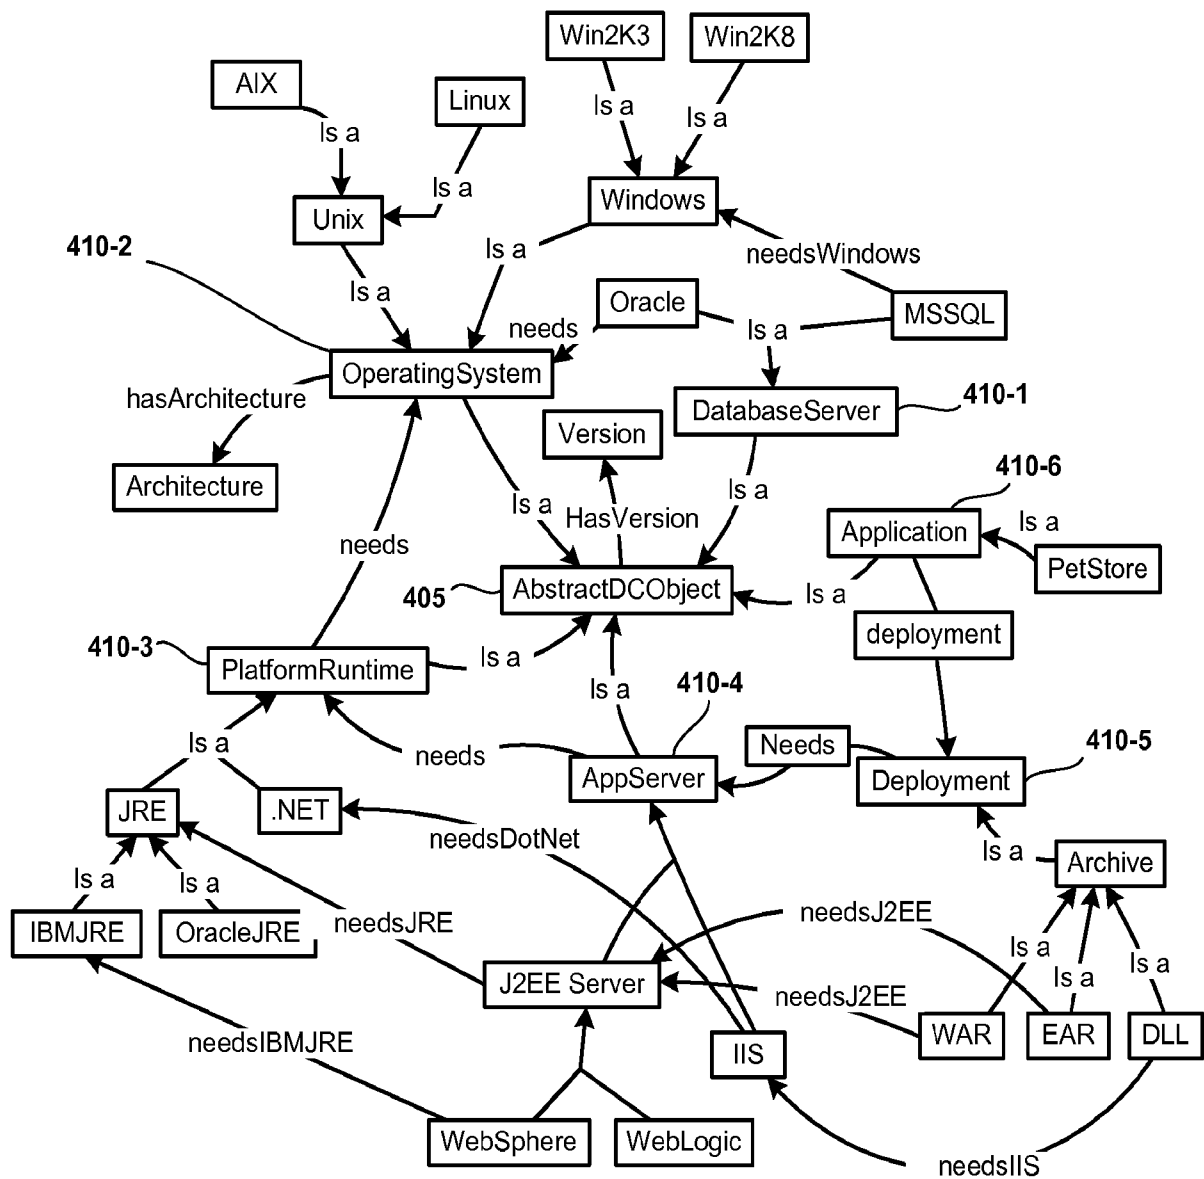 Win2K3
Win2K8
AIX
Linux
Is a
Is a
Is a
Is a
Windows
Unix
410-2
Is a
needsWindows
Is a
Oracle
MSSQL
needs
Is a
OperatingSystem
hasArchitecture
DatabaseServer
410-1
Version
Architecture
410-6
Is a
Is a
HasVersion
Application
Is a
needs
PetStore
AbstractDCObject
405
Is a
deployment
410-3
PlatformRuntime
Is a
410-4
Is a
Is a
needs
Needs
410-5
AppServer
Deployment
JRE
.NET
needsDotNet
Is a
Archive
Is a
Is a
needsJRE
needsJ2EE
IBMJRE
OracleJRE
Is a
Is a
Is a
J2EE Server
needsJ2EE
needsIBMJRE
IIS
WAR
EAR
DLL
WebSphere
WebLogic
needsIIS